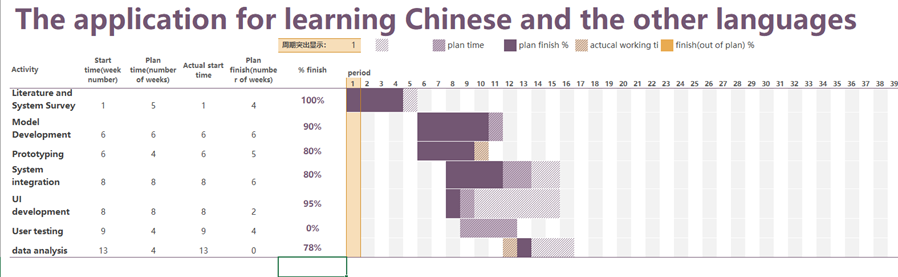 The application for learning Chinese and the other languages
周期突出显示: 1 plan time plan finish % actucal working ti finish(out of plan) %
Activity Start time(week number) Plan time(number of weeks) Actual start time Plan finish(numbe r of weeks) % finish period
1 2 3 4 5 6 7 8 9 10 11 12 13 14 15 16 17 18 19 20 21 22 23 24 25 26 27 28 29 30 31 32 33 34 35 36 37 38 39
Literature and System Survey 1 5 1 4 100%
Model Development 6 6 6 6 90%
Prototyping 6 4 6 5 80%
System integration 8 8 8 6 80%
UI development 8 8 8 2 95%
User testing 9 4 9 4 0%
data analysis 13 4 13 0 78%